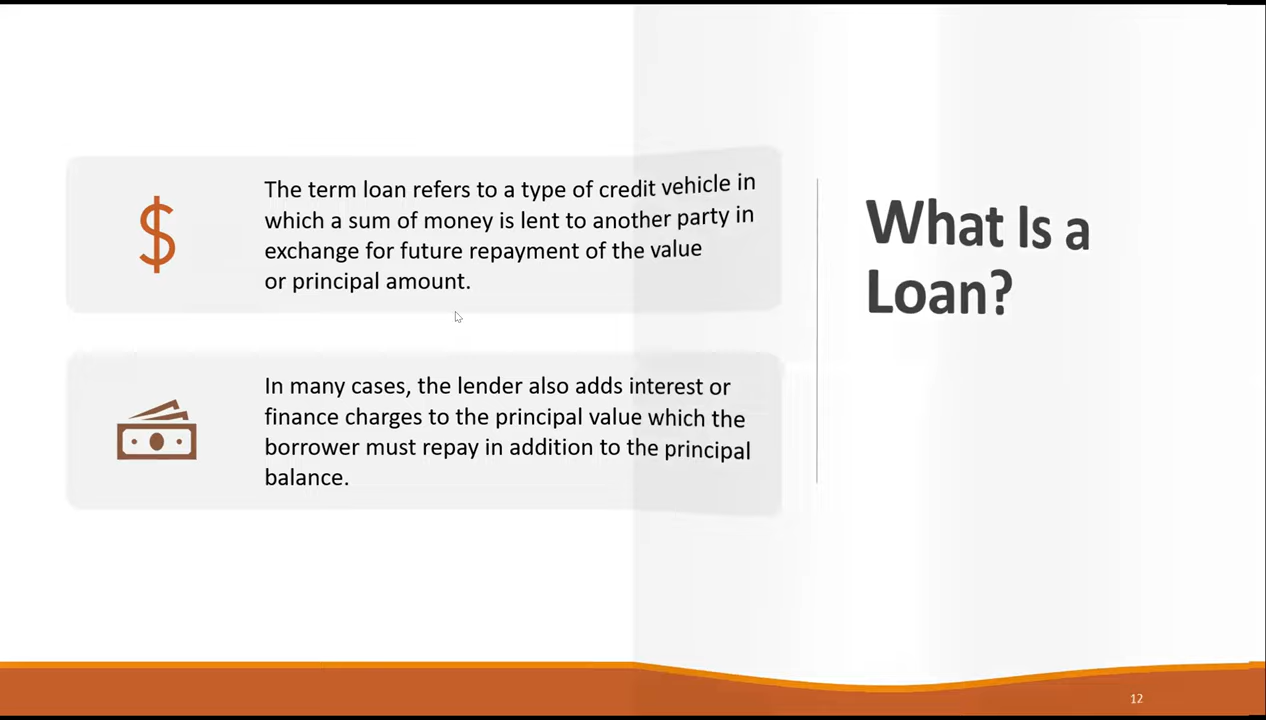 What Is a
Loan?
The term loan refers to a type of credit vehicle in
which a sum of money is lent to another party in
exchange for future repayment of the value
or principal amount.
In many cases, the lender also adds interest or
finance charges to the principal value which the
borrower must repay in addition to the principal
balance.
12